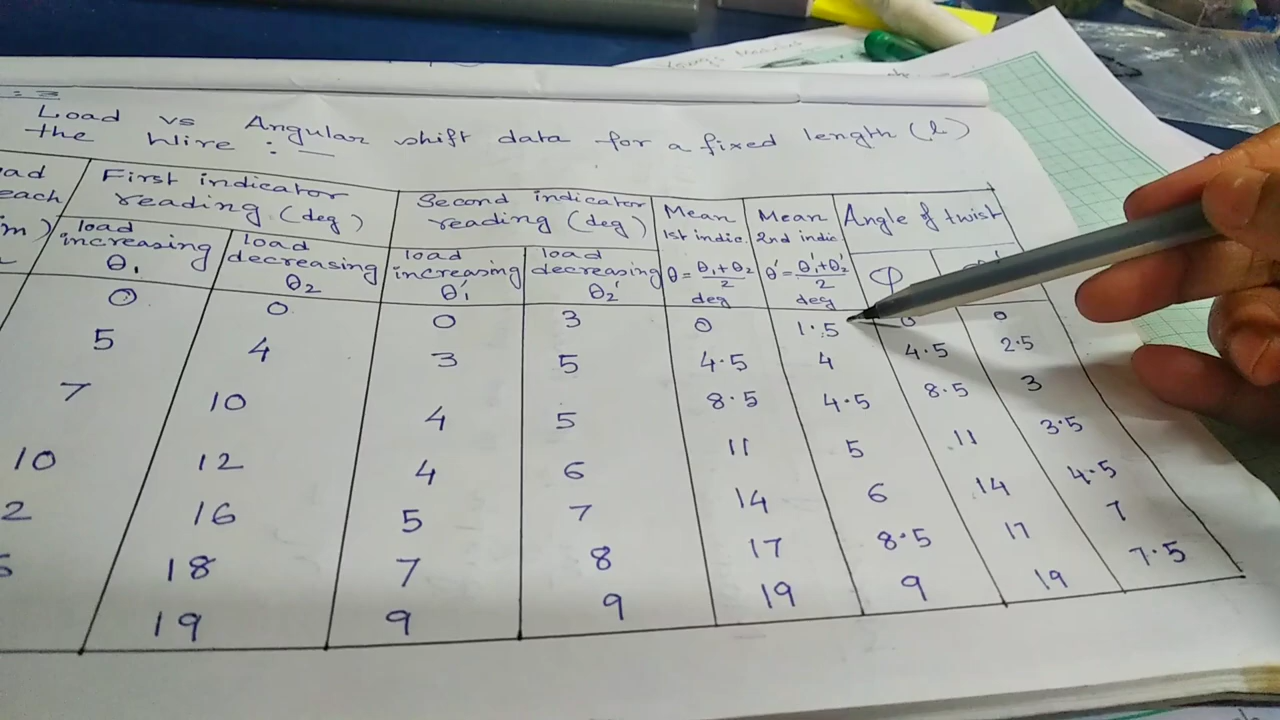 : 3
Load vs Angular shift data for a fixed length (l)
the Wire : —
ad
each
m)
First indicator
reading (deg)
Second indicator
reading (deg)
Mean
1st indic.
Mean
2nd indic
Angle of twist
load
increasing
θ₁
load
decreasing
θ₂
load
increasing
θ₁'
load
decreasing
θ₂'
θ = θ₁+θ₂/2
deg
θ' = θ₁'+θ₂'/2
deg
φ
0 0 0 3 0 1.5 0 0
5 4 3 5 4.5 4 4.5 2.5
7 10 4 5 8.5 4.5 8.5 3
10 12 4 6 11 5 11 3.5
2 16 5 7 14 6 14 4.5
5 18 7 8 17 8.5 17 7
19 9 9 19 9 19 7.5